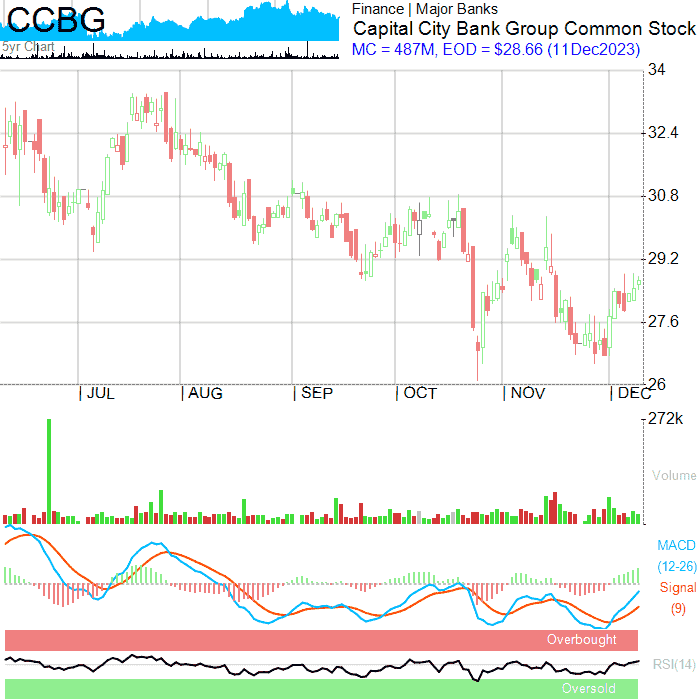 CCBG
5yr Chart
Finance | Major Banks
Capital City Bank Group Common Stock
MC = 487M, EOD = $28.66 (11Dec2023)
34
32.4
30.8
29.2
27.6
26
| JUL | AUG | SEP | OCT | NOV | DEC
272k
Volume
MACD
(12-26)
Signal
(9)
Overbought
RSI(14)
Oversold